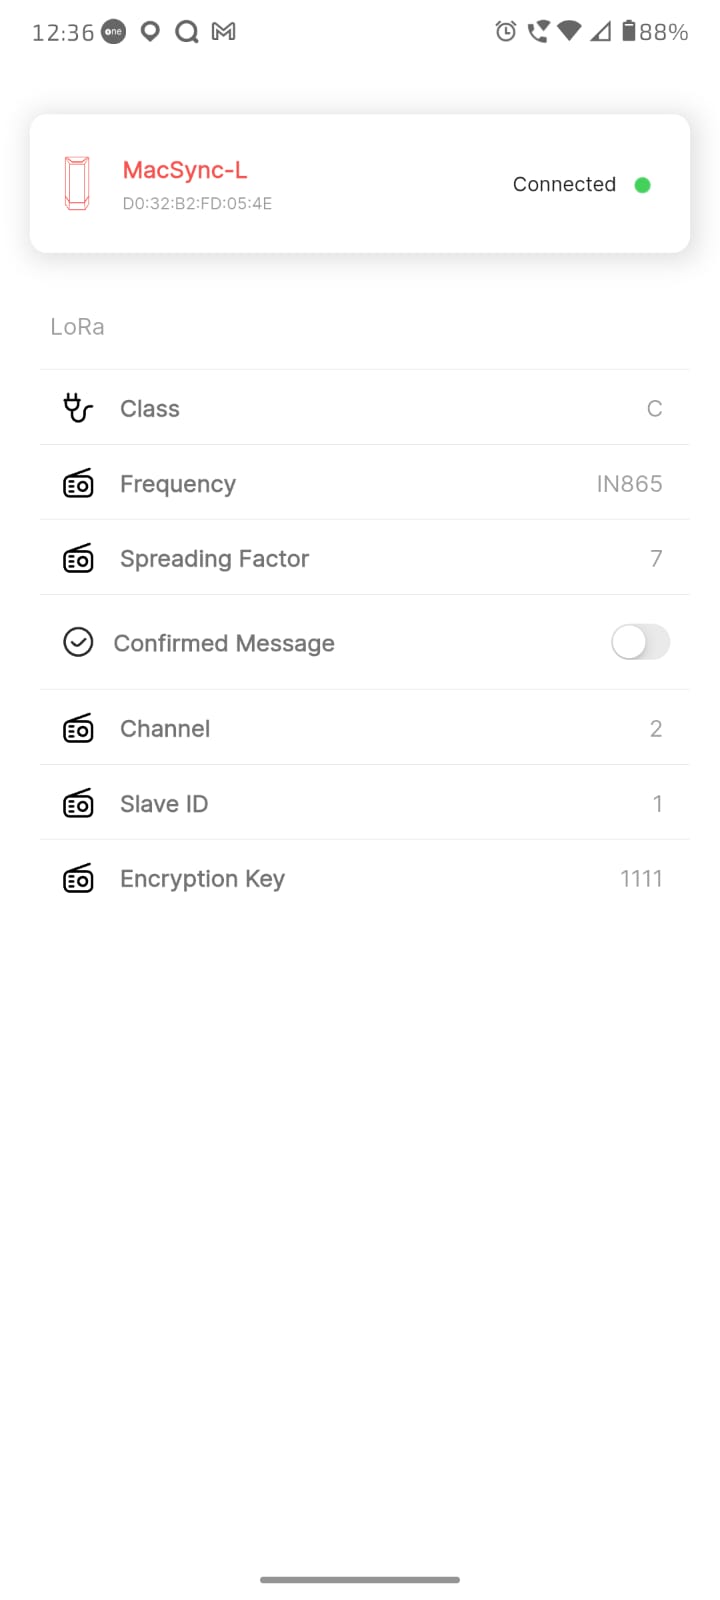 12:36 one 88%
MacSync-L
D0:32:B2:FD:05:4E
Connected
LoRa
Class C
Frequency IN865
Spreading Factor 7
Confirmed Message
Channel 2
Slave ID 1
Encryption Key 1111